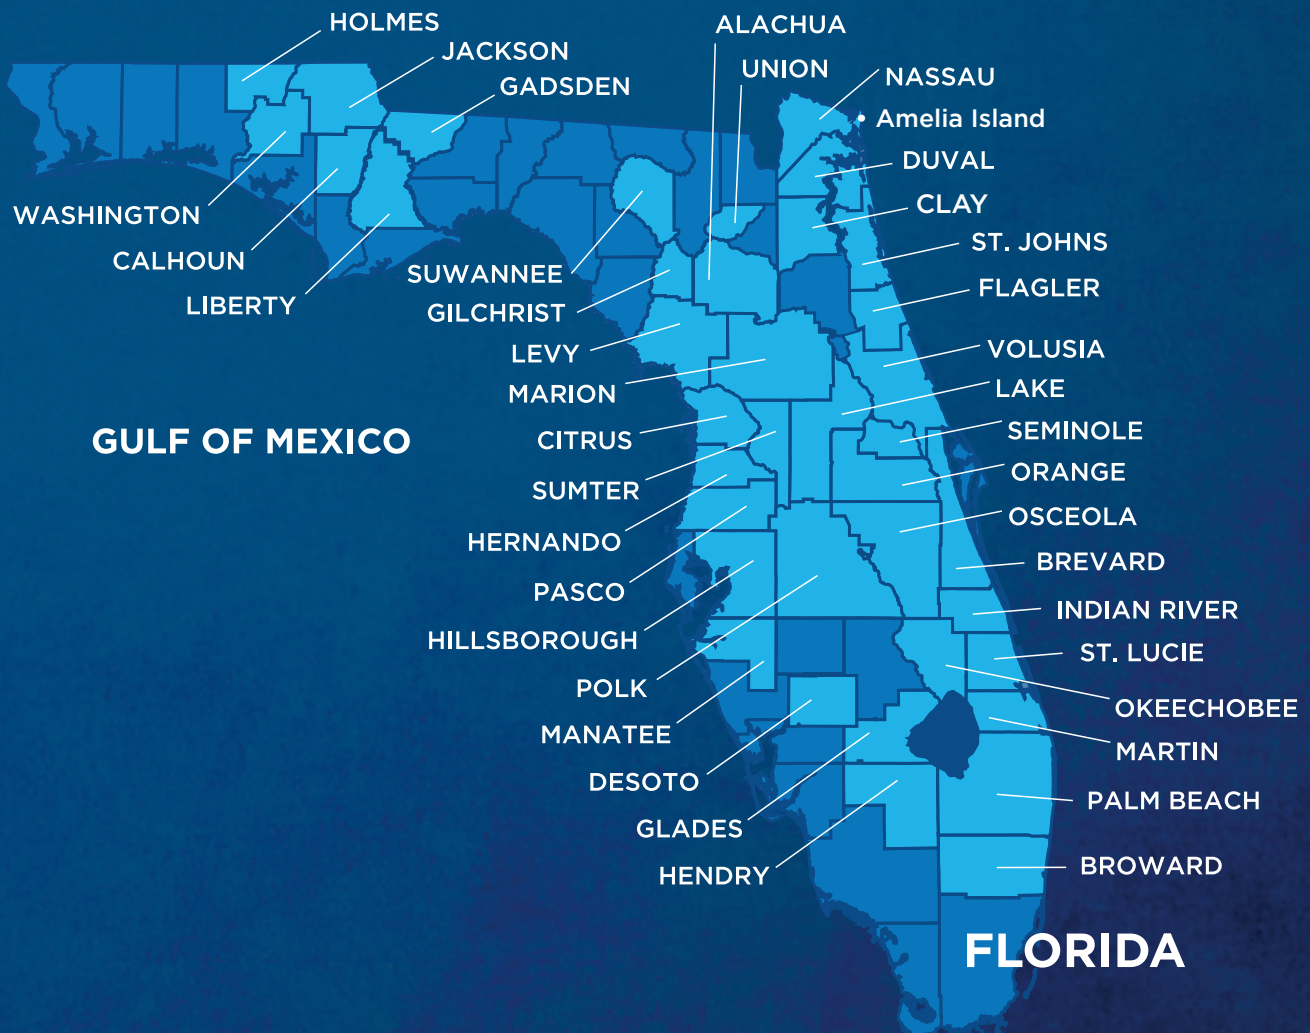 HOLMES
JACKSON
GADSDEN
ALACHUA
UNION
NASSAU
Amelia Island
DUVAL
CLAY
ST. JOHNS
FLAGLER
VOLUSIA
LAKE
SEMINOLE
ORANGE
OSCEOLA
BREVARD
INDIAN RIVER
ST. LUCIE
OKEECHOBEE
MARTIN
PALM BEACH
BROWARD
WASHINGTON
CALHOUN
LIBERTY
SUWANNEE
GILCHRIST
LEVY
MARION
CITRUS
SUMTER
HERNANDO
PASCO
HILLSBOROUGH
POLK
MANATEE
DESOTO
GLADES
HENDRY
GULF OF MEXICO
FLORIDA